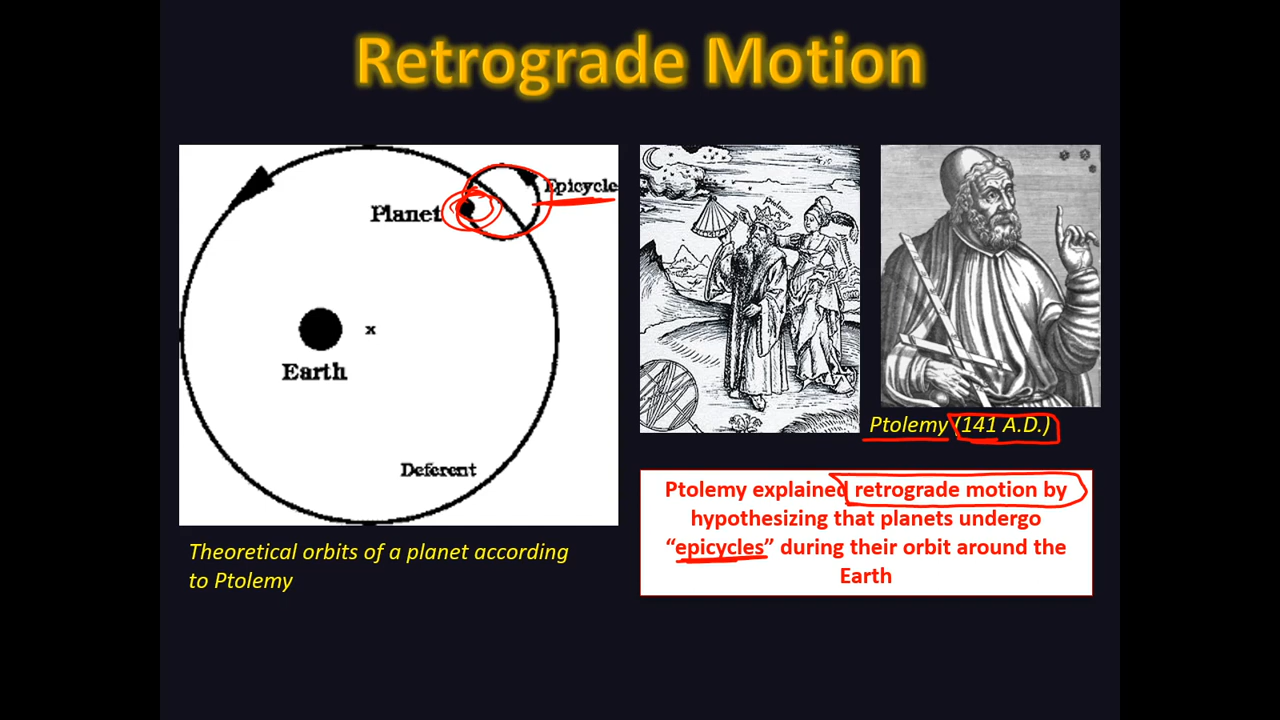 Retrograde Motion
Epicycle
Planet
x
Earth
Deferent
Theoretical orbits of a planet according
to Ptolemy
Ptolemy (141 A.D.)
Ptolemy explained retrograde motion by
hypothesizing that planets undergo
“epicycles” during their orbit around the
Earth